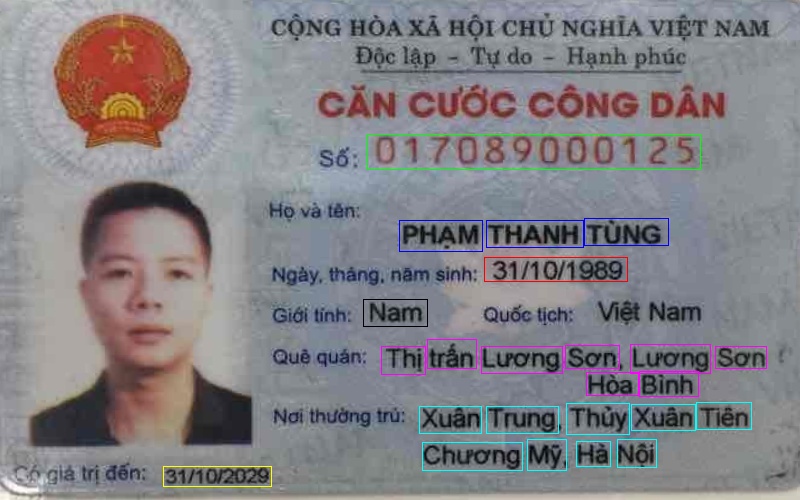 CỘNG HÒA XÃ HỘI CHỦ NGHĨA VIỆT NAM
Độc lập - Tự do - Hạnh phúc
CĂN CƯỚC CÔNG DÂN
Số: 017089000125
Họ và tên:
PHẠM THANH TÙNG
Ngày, tháng, năm sinh: 31/10/1989
Giới tính: Nam Quốc tịch: Việt Nam
Quê quán: Thị trấn Lương Sơn, Lương Sơn
Hòa Bình
Nơi thường trú: Xuân Trung, Thủy Xuân Tiên
Chương Mỹ, Hà Nội
Có giá trị đến: 31/10/2029